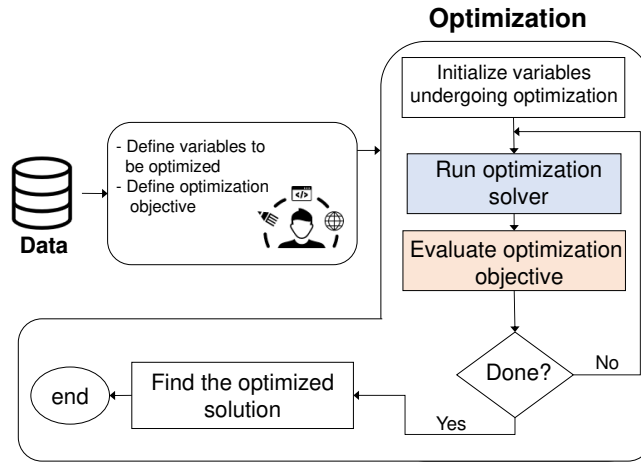 Optimization
Initialize variables
undergoing optimization
- Define variables to
be optimized
- Define optimization
objective
</>
Data
Run optimization
solver
Evaluate optimization
objective
Done?
No
Yes
Find the optimized
solution
end